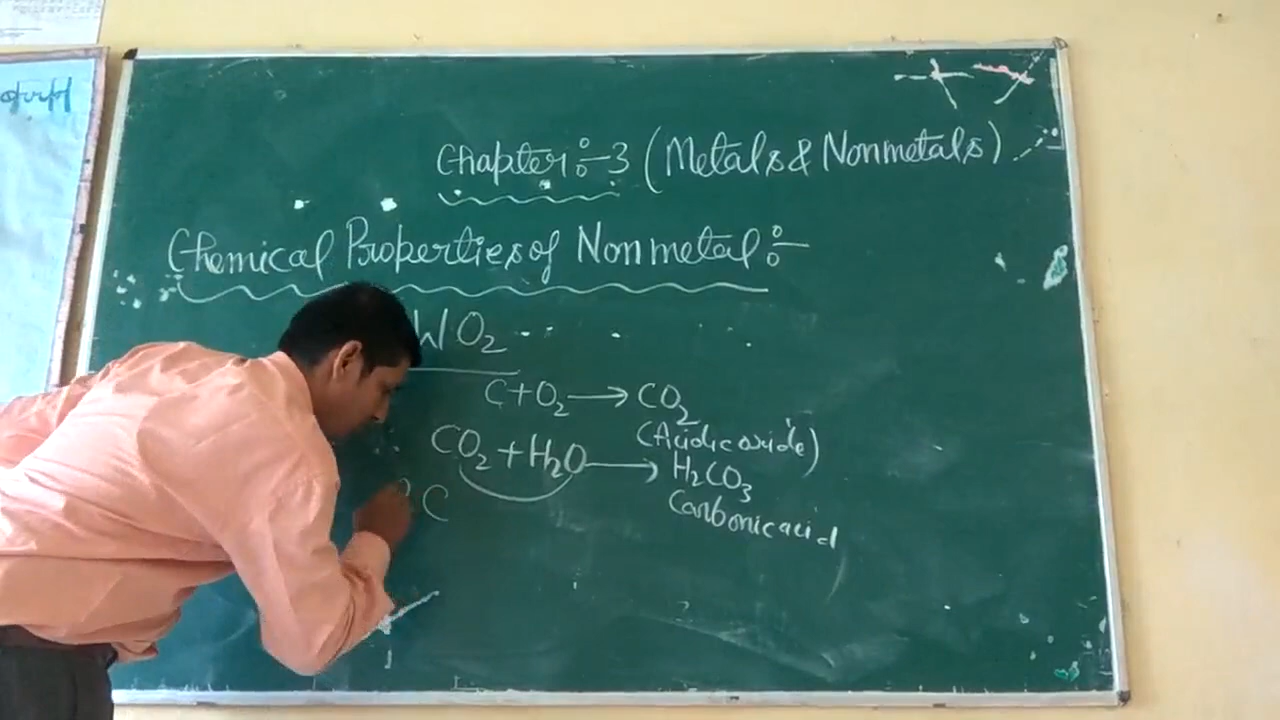 Chapter:-3 (Metals & Nonmetals)
Chemical Properties of Nonmetal:-
W O₂
C+O₂→CO₂
(Acidic oxide)
CO₂+H₂O→H₂CO₃
Carbonic acid
C